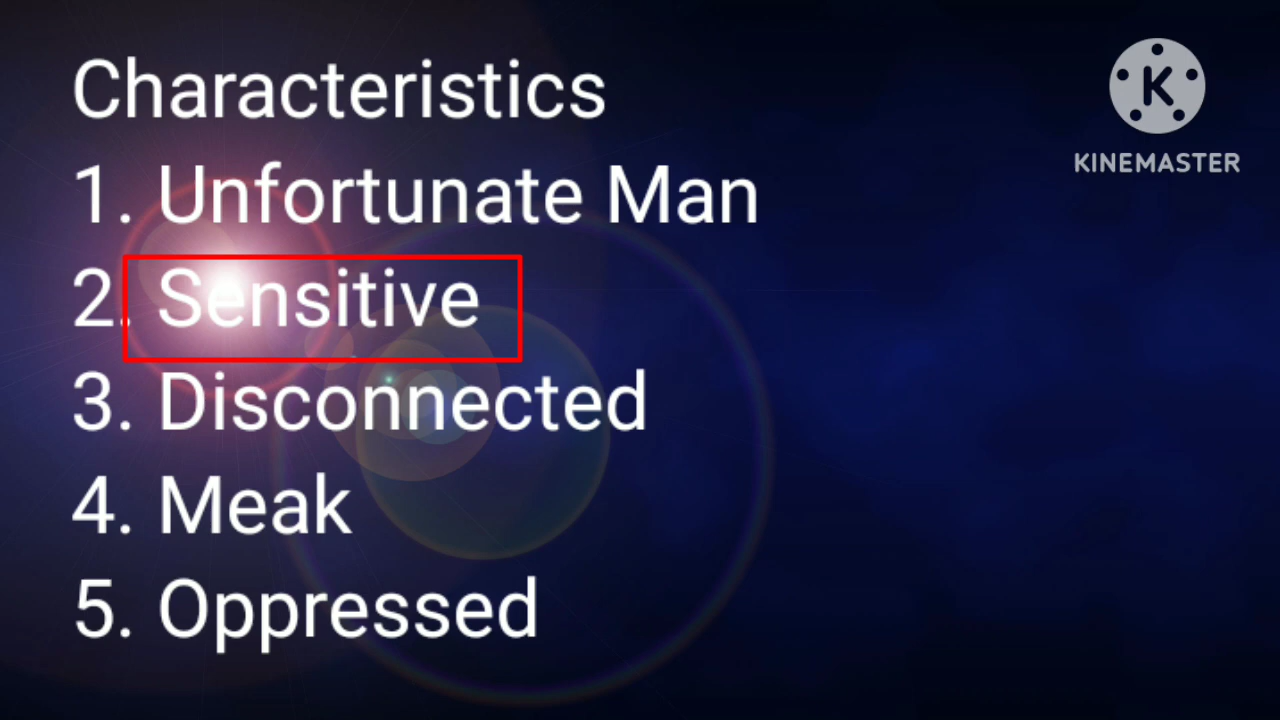 Characteristics
1. Unfortunate Man
2. Sensitive
3. Disconnected
4. Meak
5. Oppressed
K
KINEMASTER